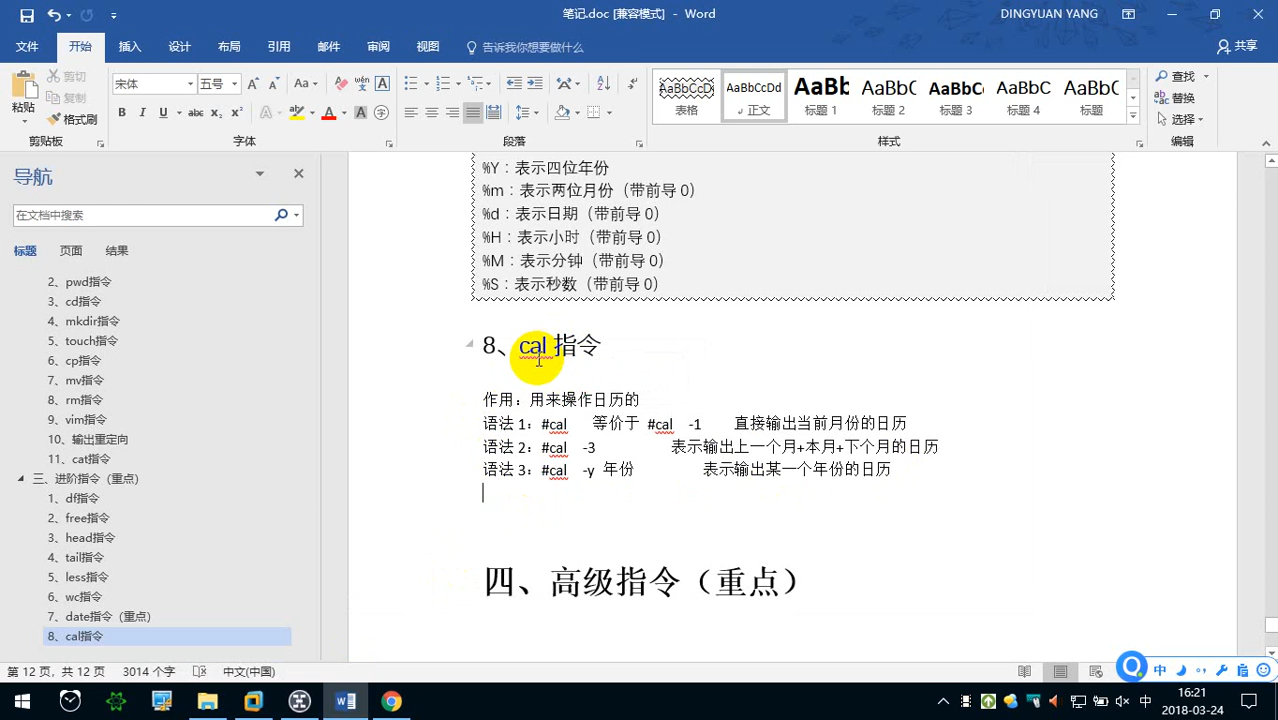 笔记.doc [兼容模式] - Word
DINGYUAN YANG
文件 开始 插入 设计 布局 引用 邮件 审阅 视图 告诉我你想要做什么 共享
粘贴
剪切
复制
格式刷
宋体 五号
AaBbCcDd AaBbCcDd AaBb AaBbC AaBbC AaBbC AaBbC
表格 正文 标题 1 标题 2 标题 3 标题 4 标题
查找
替换
选择
剪贴板 字体 段落 样式 编辑
导航
在文档中搜索
标题 页面 结果
2、pwd指令
3、cd指令
4、mkdir指令
5、touch指令
6、cp指令
7、mv指令
8、rm指令
9、vim指令
10、输出重定向
11、cat指令
三、进阶指令（重点）
1、df指令
2、free指令
3、head指令
4、tail指令
5、less指令
6、wc指令
7、date指令（重点）
8、cal指令
%Y：表示四位年份
%m：表示两位月份（带前导 0）
%d：表示日期（带前导 0）
%H：表示小时（带前导 0）
%M：表示分钟（带前导 0）
%S：表示秒数（带前导 0）
8、cal 指令
作用：用来操作日历的
语法 1：#cal 等价于 #cal -1 直接输出当前月份的日历
语法 2：#cal -3 表示输出上一个月+本月+下个月的日历
语法 3：#cal -y 年份 表示输出某一个年份的日历
四、高级指令（重点）
第 12 页，共 12 页 3014 个字 中文(中国)
中
中
16:21
2018-03-24